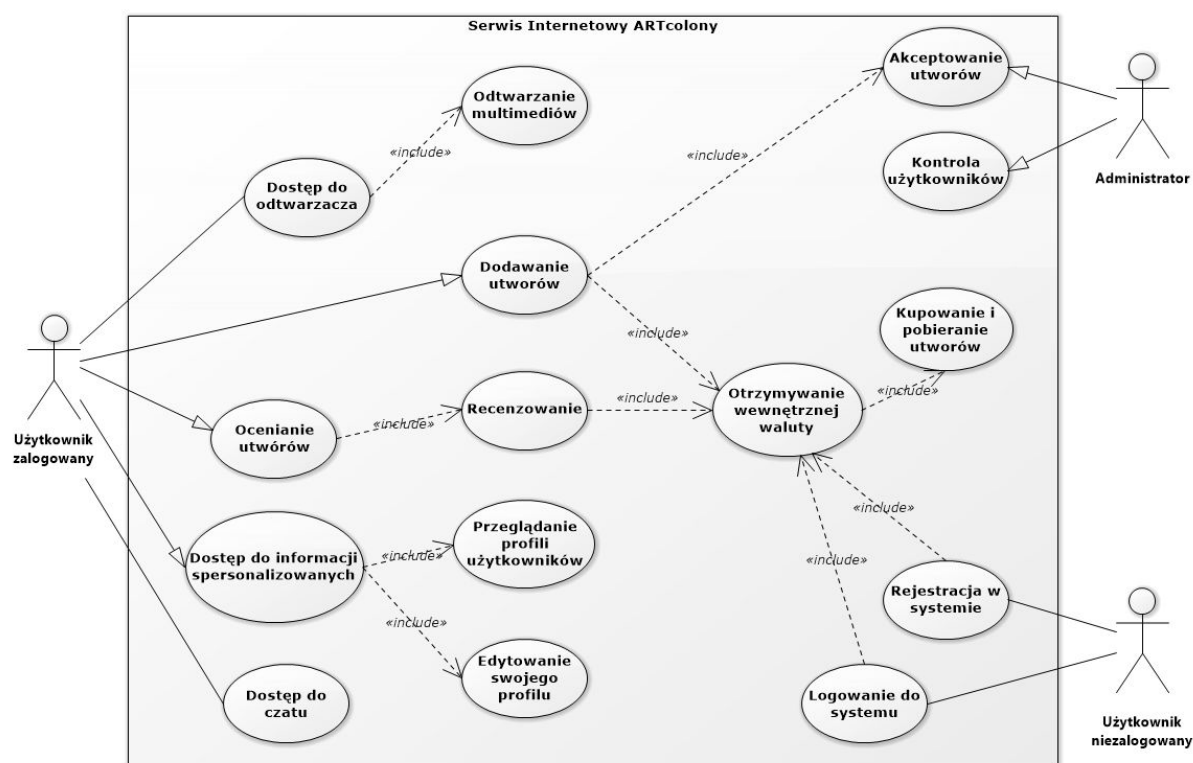 Serwis Internetowy ARTcolony
Odtwarzanie
multimediów
Akceptowanie
utworów
«include»
«include»
Kontrola
użytkowników
Administrator
Dostęp do
odtwarzacza
Dodawanie
utworów
Kupowanie i
pobieranie
utworów
«include»
Użytkownik
zalogowany
Ocenianie
utwórów
«include»
Recenzowanie
«include»
Otrzymywanie
wewnętrznej
waluty
«include»
Dostęp do informacji
spersonalizowanych
«include»
Przeglądanie
profili
użytkowników
«include»
«include»
«include»
Rejestracja w
systemie
Edytowanie
swojego
profilu
Dostęp do
czatu
Logowanie do
systemu
Użytkownik
niezalogowany